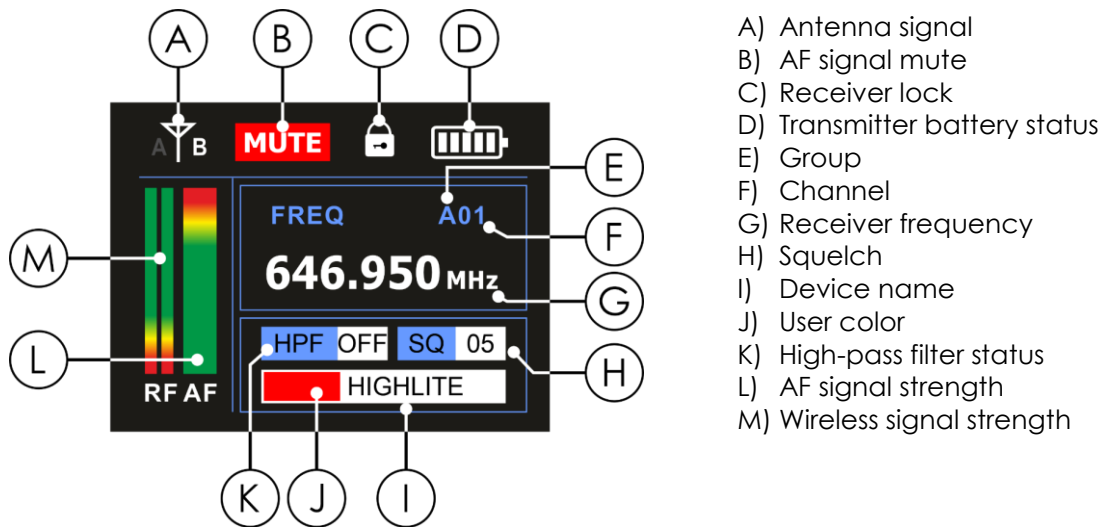 A B C D
A B MUTE
E
FREQ A01
F
646.950 MHz
M
G
HPF OFF SQ 05
L
H
RF AF
HIGHLITE
K J I
A) Antenna signal
B) AF signal mute
C) Receiver lock
D) Transmitter battery status
E) Group
F) Channel
G) Receiver frequency
H) Squelch
I) Device name
J) User color
K) High-pass filter status
L) AF signal strength
M) Wireless signal strength